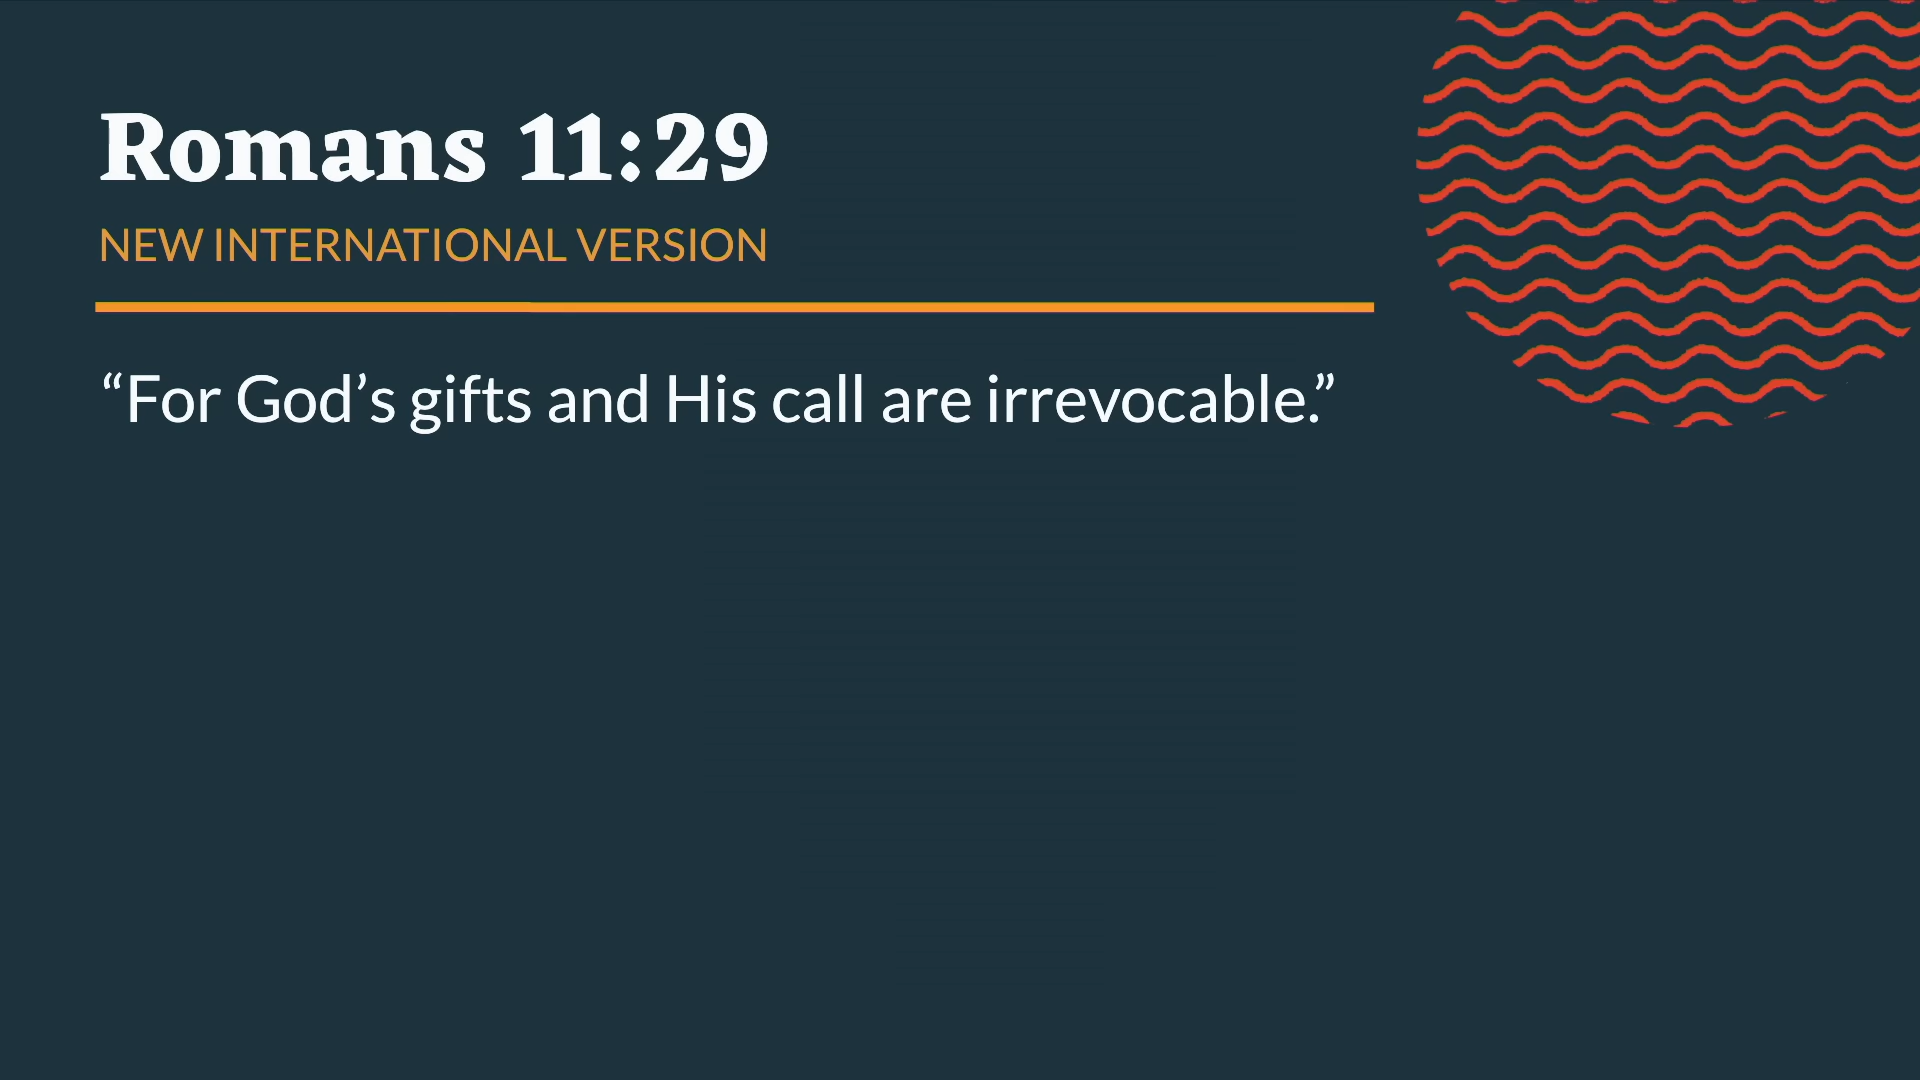 Romans 11:29
NEW INTERNATIONAL VERSION
“For God’s gifts and His call are irrevocable.”